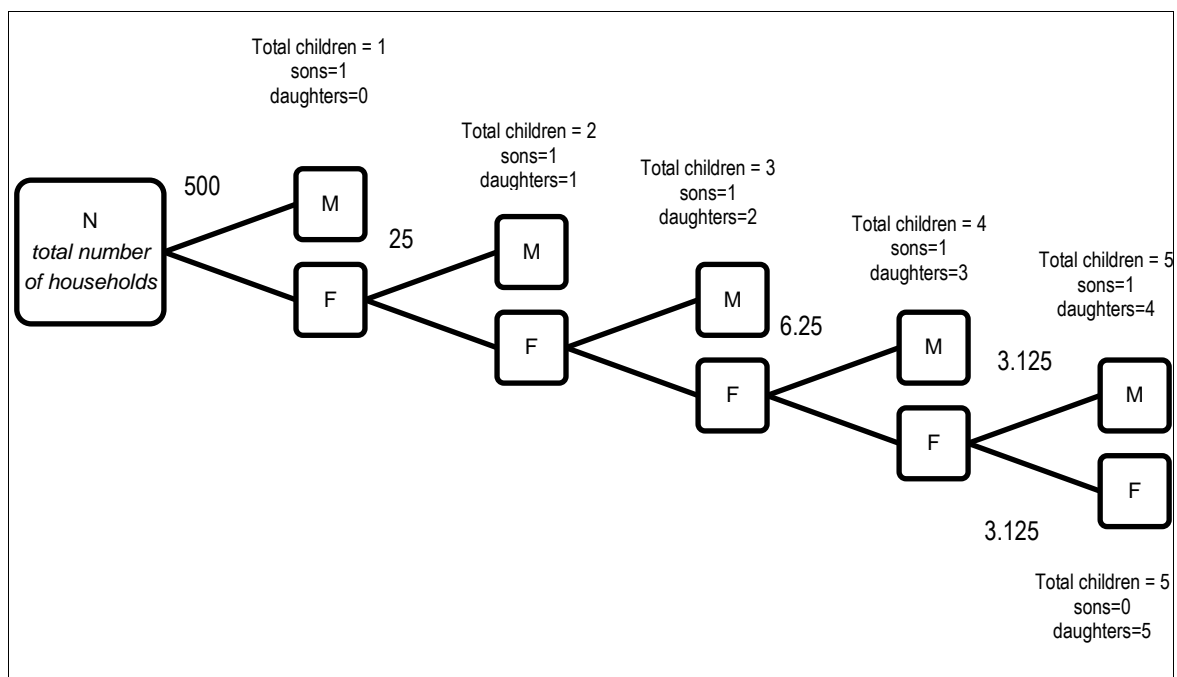 Total children = 1
sons=1
daughters=0
Total children = 2
sons=1
daughters=1
Total children = 3
sons=1
daughters=2
Total children = 4
sons=1
daughters=3
Total children = 5
sons=1
daughters=4
N
total number
of households
500
M
F
25
M
F
M
F
6.25
M
F
3.125
M
F
3.125
Total children = 5
sons=0
daughters=5